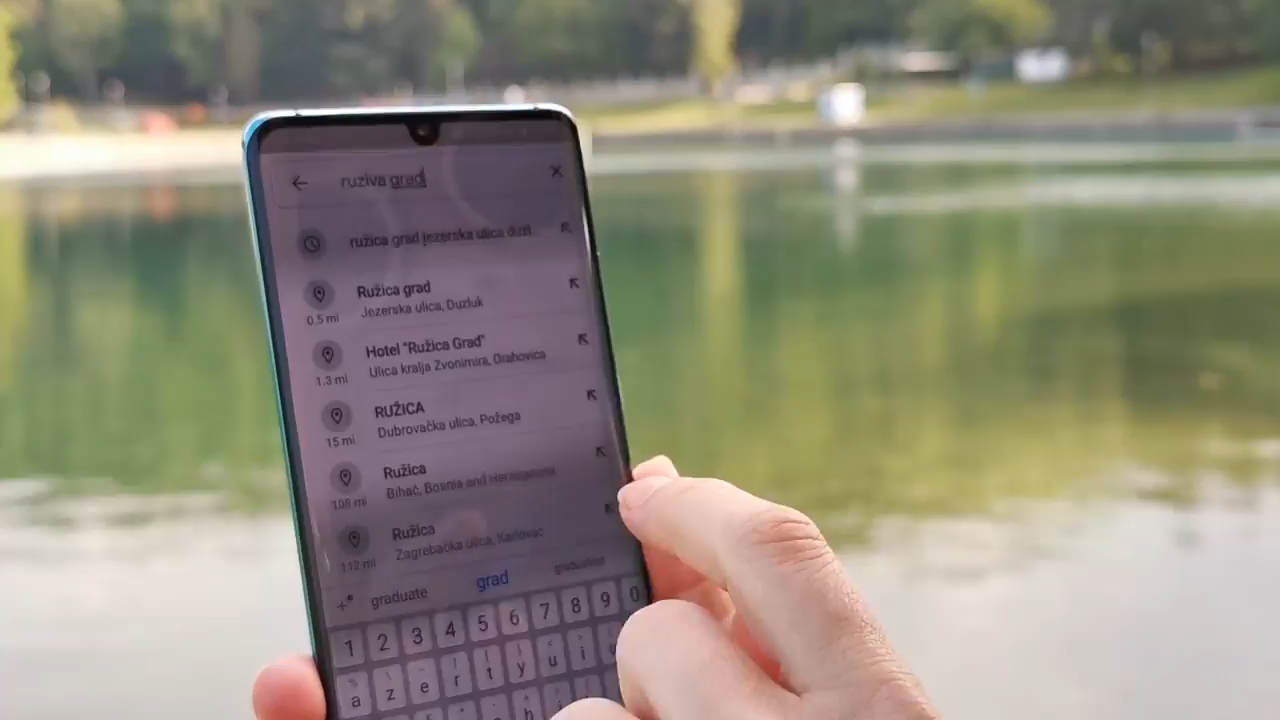 ruziva grad
ružica grad jezerska ulica duzl
Ružica grad
Jezerska ulica, Duzluk
0.5 mi
Hotel "Ružica Grad"
Ulica kralja Zvonimira, Orahovica
1.3 mi
RUŽICA
Dubrovačka ulica, Požega
15 mi
Ružica
Bihać, Bosnia and Herzegovina
Ružica
Zagrebačka ulica, Karlovac
112 mi
graduate grad
1 2 3 4 5 6 7 8 9 0
a z e r t y u i